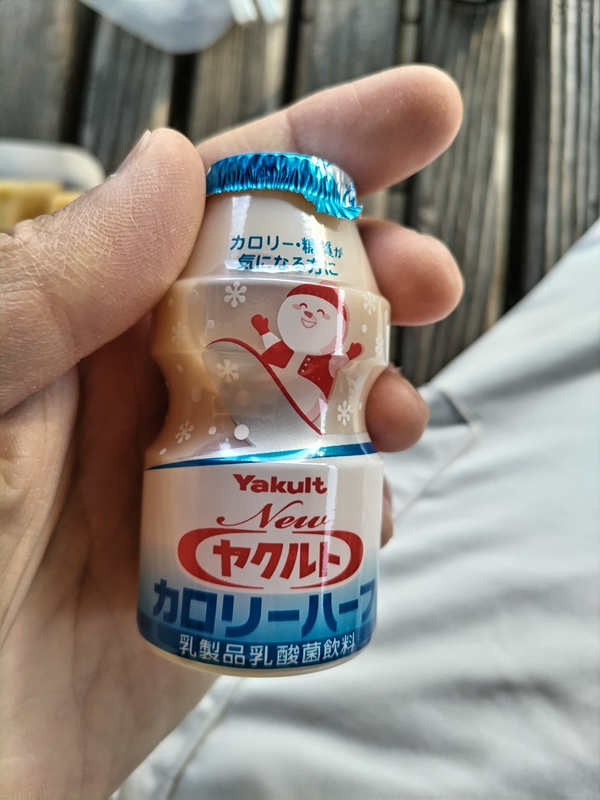 カロリー・糖質が
気になる方に
Yakult
New
ヤクルト
カロリーハーフ
乳製品乳酸菌飲料